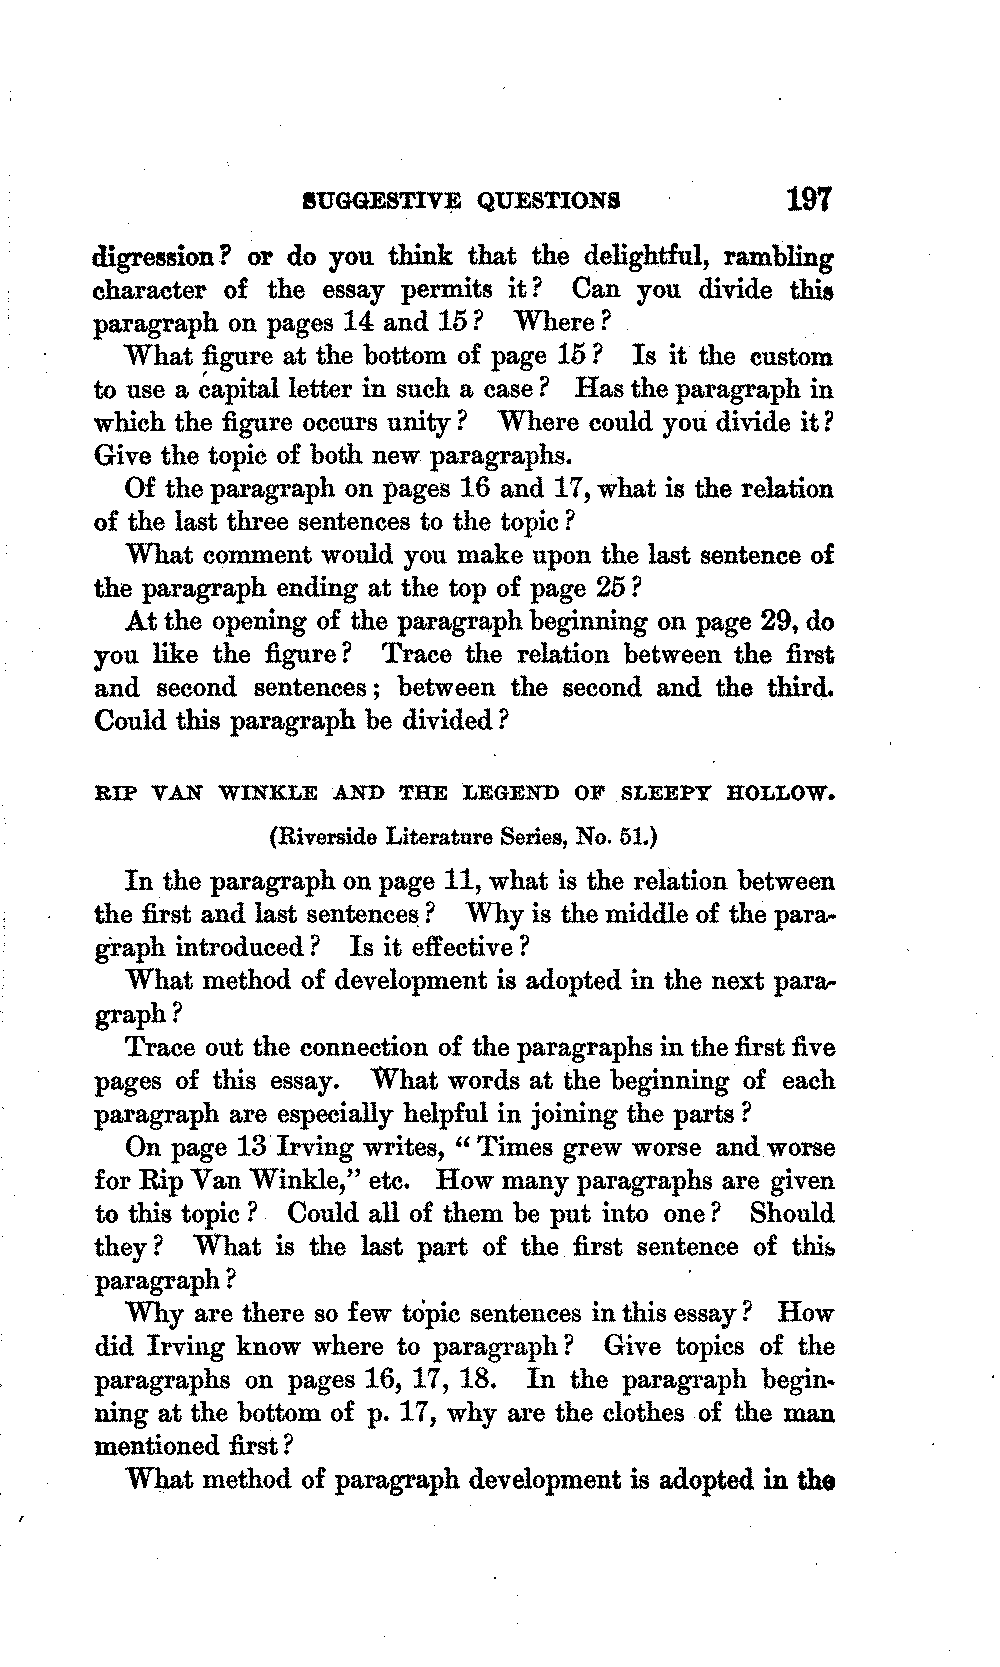 SUGGESTIVE QUESTIONS 197
digression? or do you think that the delightful, rambling
character of the essay permits it? Can you divide this
paragraph on pages 14 and 15? Where?
What figure at the bottom of page 15? Is it the custom
to use a capital letter in such a case? Has the paragraph in
which the figure occurs unity? Where could you divide it?
Give the topic of both new paragraphs.
Of the paragraph on pages 16 and 17, what is the relation
of the last three sentences to the topic?
What comment would you make upon the last sentence of
the paragraph ending at the top of page 25?
At the opening of the paragraph beginning on page 29, do
you like the figure? Trace the relation between the first
and second sentences; between the second and the third.
Could this paragraph be divided?
RIP VAN WINKLE AND THE LEGEND OF SLEEPY HOLLOW.
(Riverside Literature Series, No. 51.)
In the paragraph on page 11, what is the relation between
the first and last sentences? Why is the middle of the para-
graph introduced? Is it effective?
What method of development is adopted in the next para-
graph?
Trace out the connection of the paragraphs in the first five
pages of this essay. What words at the beginning of each
paragraph are especially helpful in joining the parts?
On page 13 Irving writes, "Times grew worse and worse
for Rip Van Winkle," etc. How many paragraphs are given
to this topic? Could all of them be put into one? Should
they? What is the last part of the first sentence of this
paragraph?
Why are there so few topic sentences in this essay? How
did Irving know where to paragraph? Give topics of the
paragraphs on pages 16, 17, 18. In the paragraph begin-
ning at the bottom of p. 17, why are the clothes of the man
mentioned first?
What method of paragraph development is adopted in the